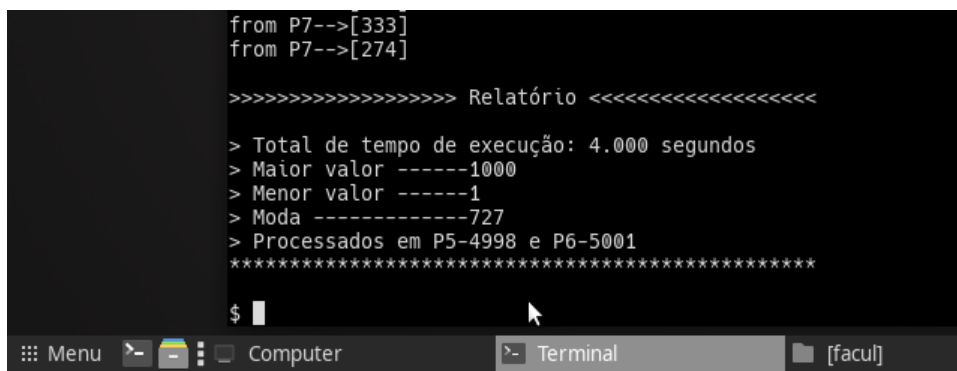 from P7-->[333]
from P7-->[274]
>>>>>>>>>>>>>>>>>>> Relatório <<<<<<<<<<<<<<<<<<<
> Total de tempo de execução: 4.000 segundos
> Maior valor ------1000
> Menor valor ------1
> Moda -------------727
> Processados em P5-4998 e P6-5001
*************************************************
$
Menu Computer Terminal [facul]